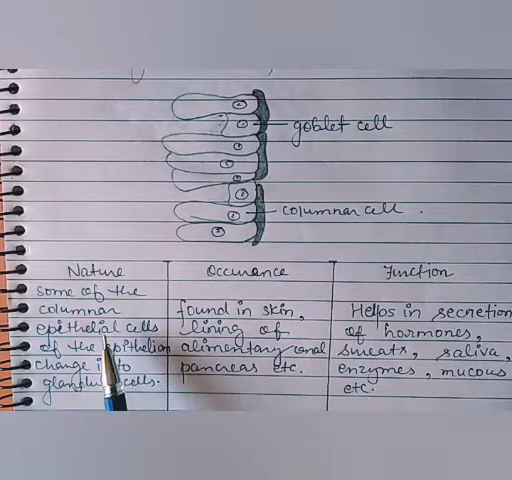 goblet cell
columnar cell .
Nature
some of the
columnar
epithelial cells
of the epithelion
change into
glandular cells.
Occurance
found in skin,
lining of
alimentary canal
pancreas etc.
Function
Helps in secretion
of hormones,
sweats, saliva,
enzymes, mucous
etc.